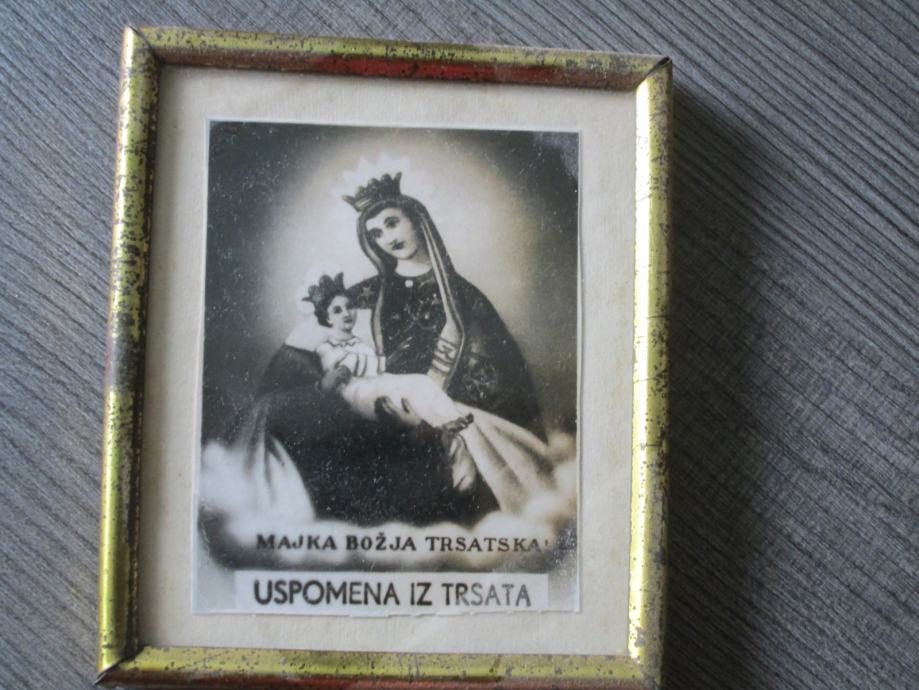 MAJKA BOŽJA TRSATSKA
USPOMENA IZ TRSATA